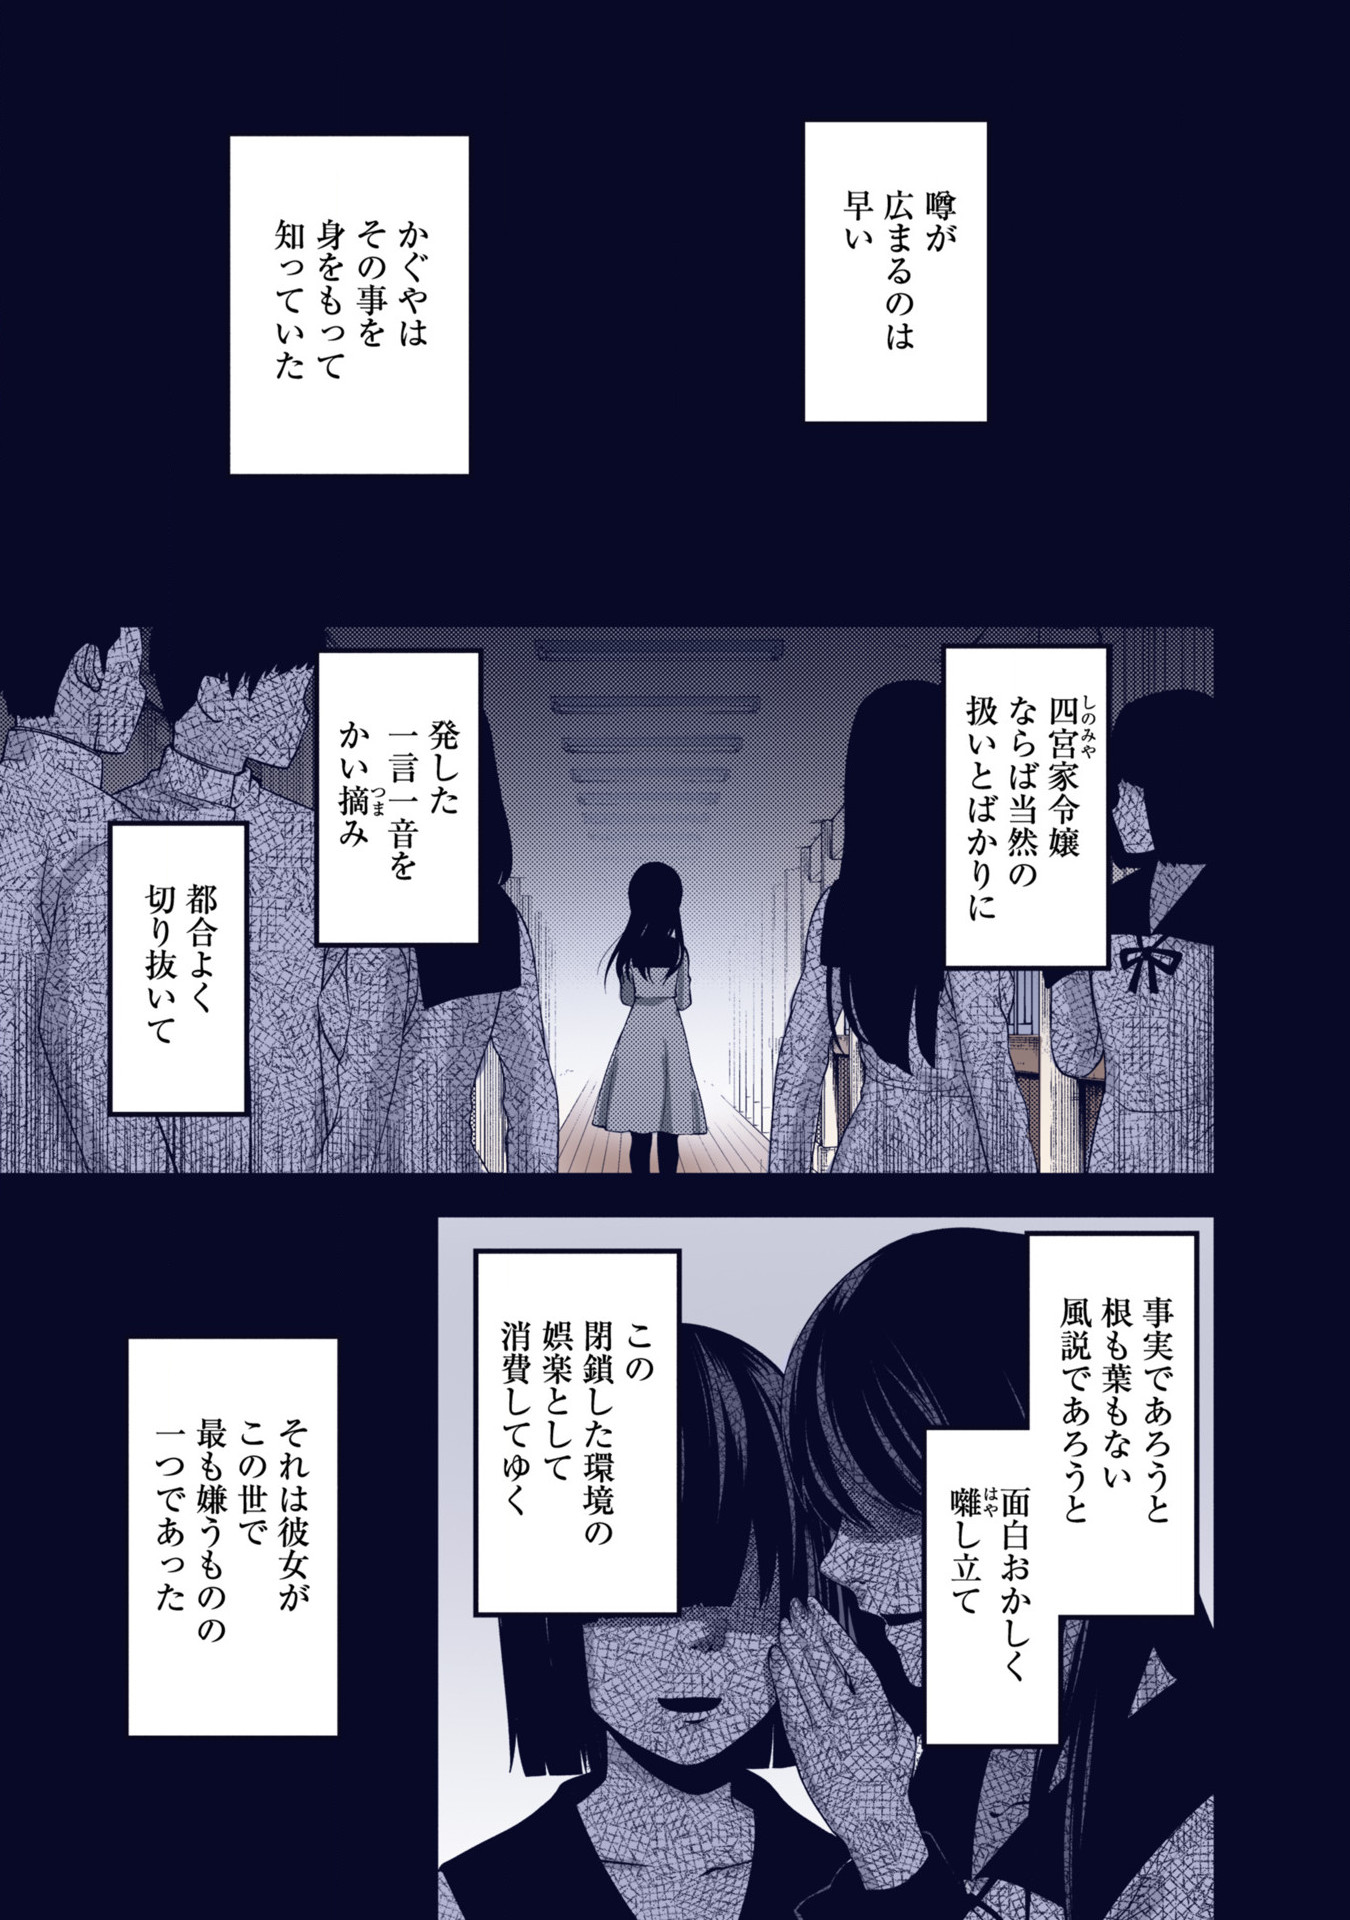 噂が
広まるのは
早い
かぐやは
その事を
身をもって
知っていた
四宮家令嬢
しのみや
ならば当然の
扱いとばかりに
発した
一言一音を
かい摘み
つま
都合よく
切り抜いて
事実であろうと
根も葉もない
風説であろうと
面白おかしく
囃し立て
はや
この
閉鎖した環境の
娯楽として
消費してゆく
それは彼女が
この世で
最も嫌うものの
一つであった